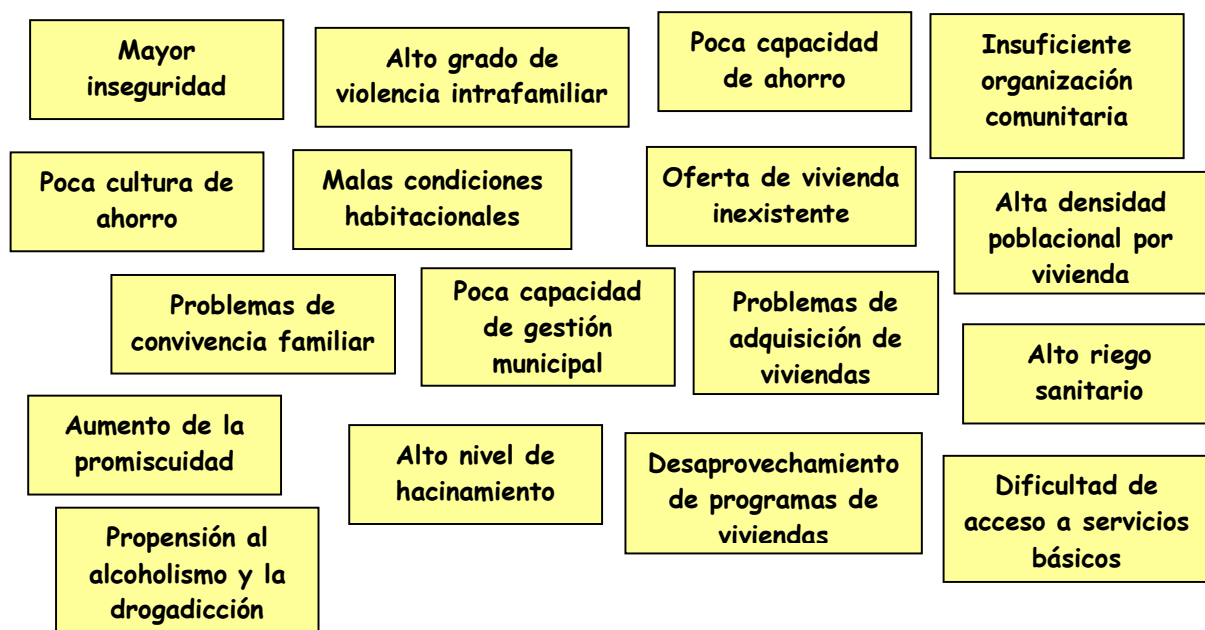 Mayor
inseguridad
Alto grado de
violencia intrafamiliar
Poca capacidad
de ahorro
Insuficiente
organización
comunitaria
Poca cultura de
ahorro
Malas condiciones
habitacionales
Oferta de vivienda
inexistente
Alta densidad
poblacional por
vivienda
Problemas de
convivencia familiar
Poca capacidad
de gestión
municipal
Problemas de
adquisición de
viviendas
Alto riego
sanitario
Aumento de la
promiscuidad
Alto nivel de
hacinamiento
Desaprovechamiento
de programas de
viviendas
Dificultad de
acceso a servicios
básicos
Propensión al
alcoholismo y la
drogadicción